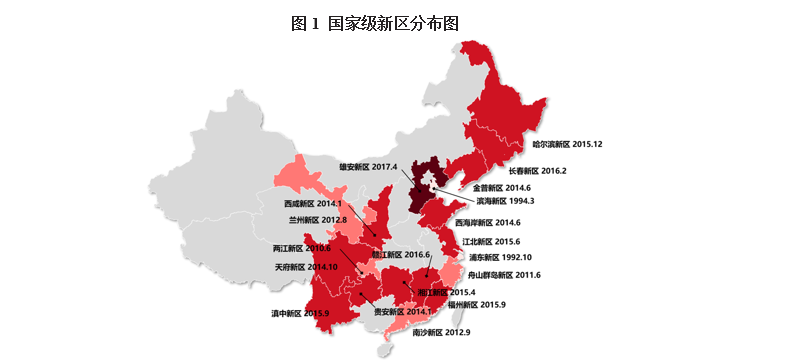 图 1 国家级新区分布图
哈尔滨新区 2015.12
雄安新区 2017.4
长春新区 2016.2
金普新区 2014.6
滨海新区 1994.3
西咸新区 2014.1
兰州新区 2012.8
西海岸新区 2014.6
江北新区 2015.6
两江新区 2010.6
赣江新区 2016.6
浦东新区 1992.10
天府新区 2014.10
舟山群岛新区 2011.6
湘江新区 2015.4
福州新区 2015.9
滇中新区 2015.9
贵安新区 2014.1
南沙新区 2012.9